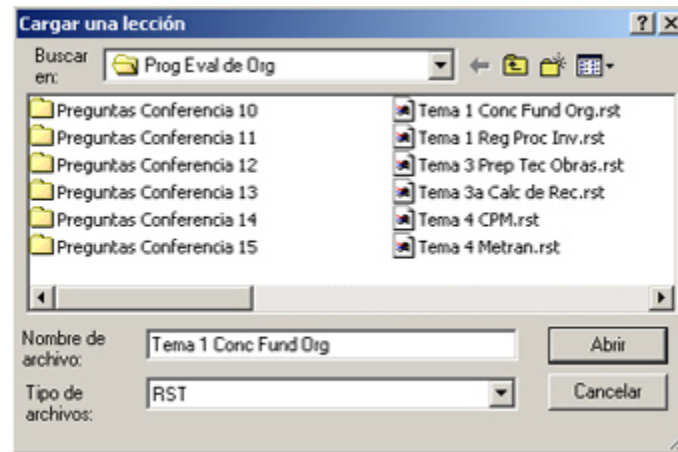 Cargar una lección
Buscar
en:
Prog Eval de Org
Preguntas Conferencia 10
Preguntas Conferencia 11
Preguntas Conferencia 12
Preguntas Conferencia 13
Preguntas Conferencia 14
Preguntas Conferencia 15
Tema 1 Conc Fund Org.rst
Tema 1 Reg Proc Inv.rst
Tema 3 Prep Tec Obras.rst
Tema 3a Calc de Rec.rst
Tema 4 CPM.rst
Tema 4 Metran.rst
Nombre de
archivo:
Tema 1 Conc Fund Org
Abrir
Tipo de
archivos:
RST
Cancelar